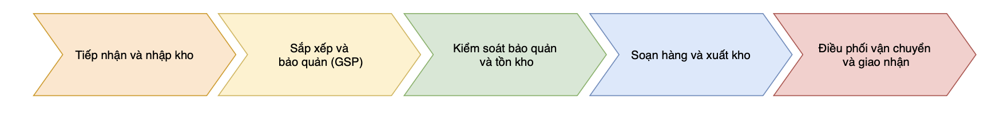 Tiếp nhận và nhập kho
Sắp xếp và
bảo quản (GSP)
Kiểm soát bảo quản
và tồn kho
Soạn hàng và xuất kho
Điều phối vận chuyển
và giao nhận